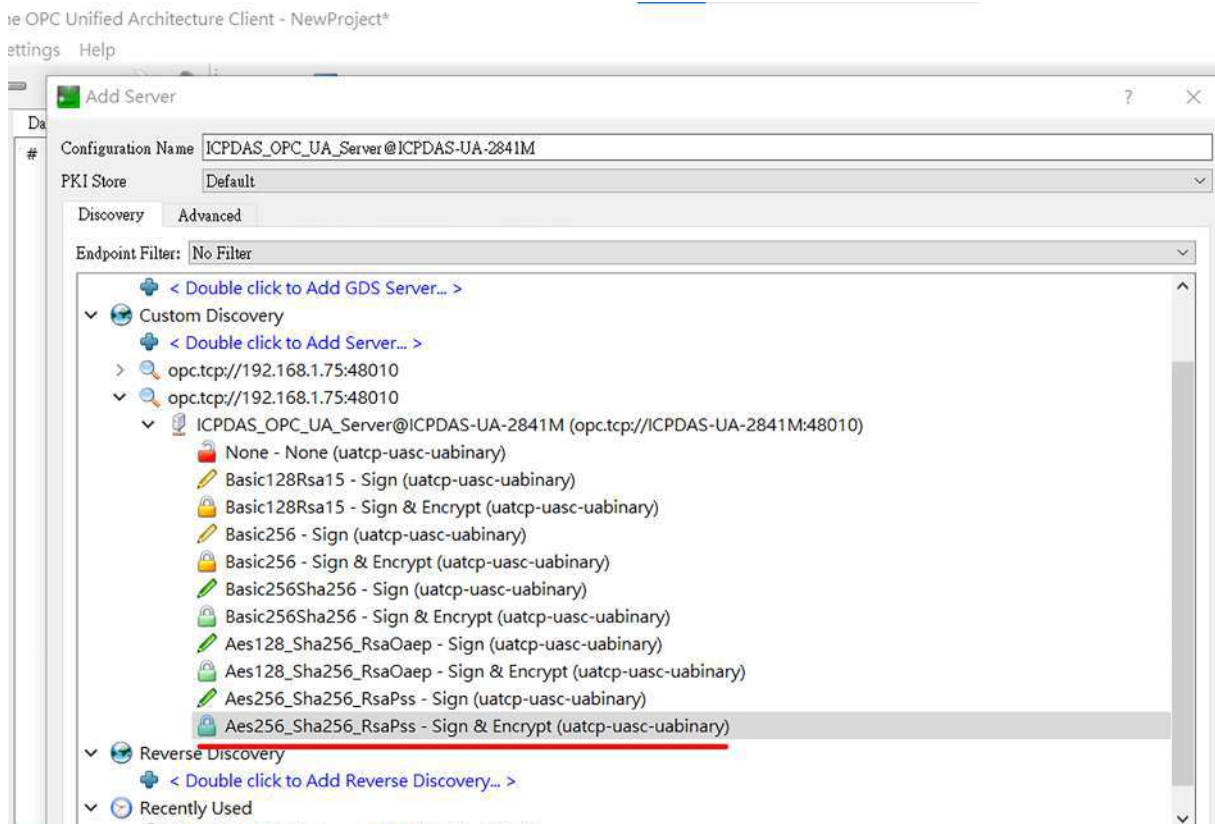 ne OPC Unified Architecture Client - NewProject*
ettings Help
Add Server ? ×
Da
#
Configuration Name ICPDAS_OPC_UA_Server@ICPDAS-UA-2841M
PKI Store Default
Discovery Advanced
Endpoint Filter: No Filter
< Double click to Add GDS Server... >
Custom Discovery
< Double click to Add Server... >
opc.tcp://192.168.1.75:48010
opc.tcp://192.168.1.75:48010
ICPDAS_OPC_UA_Server@ICPDAS-UA-2841M (opc.tcp://ICPDAS-UA-2841M:48010)
None - None (uatcp-uasc-uabinary)
Basic128Rsa15 - Sign (uatcp-uasc-uabinary)
Basic128Rsa15 - Sign & Encrypt (uatcp-uasc-uabinary)
Basic256 - Sign (uatcp-uasc-uabinary)
Basic256 - Sign & Encrypt (uatcp-uasc-uabinary)
Basic256Sha256 - Sign (uatcp-uasc-uabinary)
Basic256Sha256 - Sign & Encrypt (uatcp-uasc-uabinary)
Aes128_Sha256_RsaOaep - Sign (uatcp-uasc-uabinary)
Aes128_Sha256_RsaOaep - Sign & Encrypt (uatcp-uasc-uabinary)
Aes256_Sha256_RsaPss - Sign (uatcp-uasc-uabinary)
Aes256_Sha256_RsaPss - Sign & Encrypt (uatcp-uasc-uabinary)
Reverse Discovery
< Double click to Add Reverse Discovery... >
Recently Used